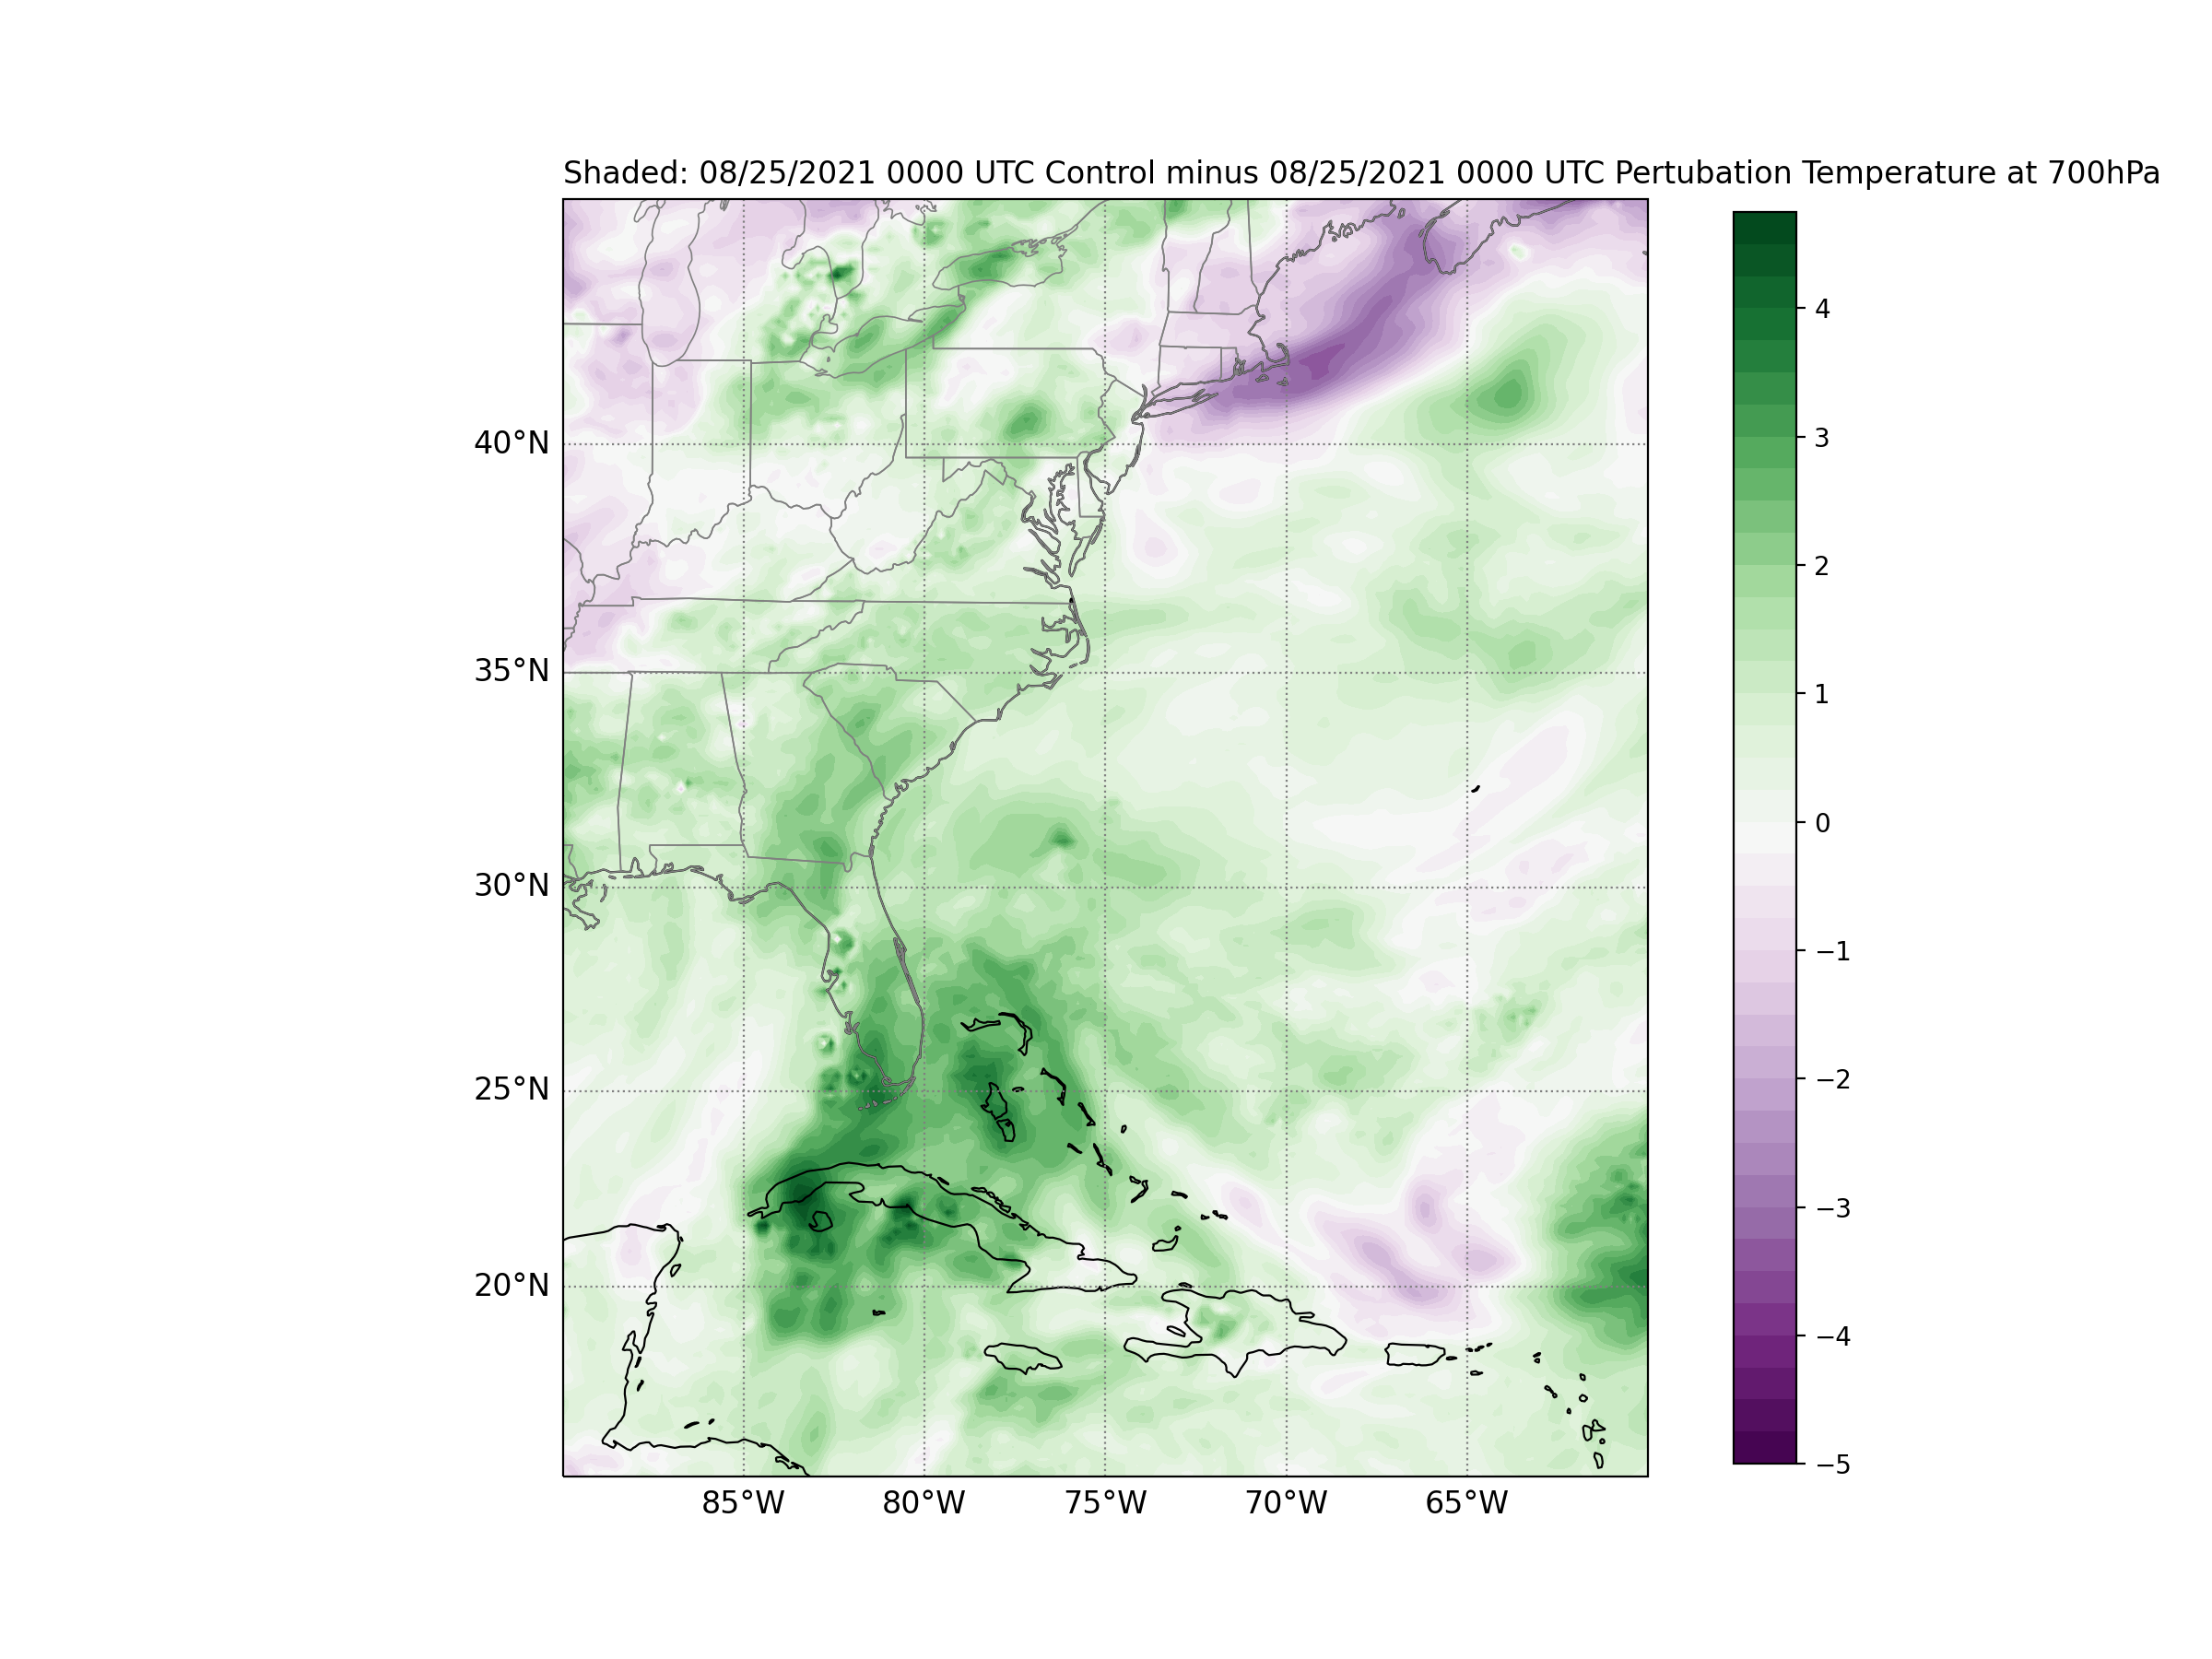 Shaded: 08/25/2021 0000 UTC Control minus 08/25/2021 0000 UTC Pertubation Temperature at 700hPa
4
3
2
1
0
−1
−2
−3
−4
−5
40°N
35°N
30°N
25°N
20°N
85°W 80°W 75°W 70°W 65°W